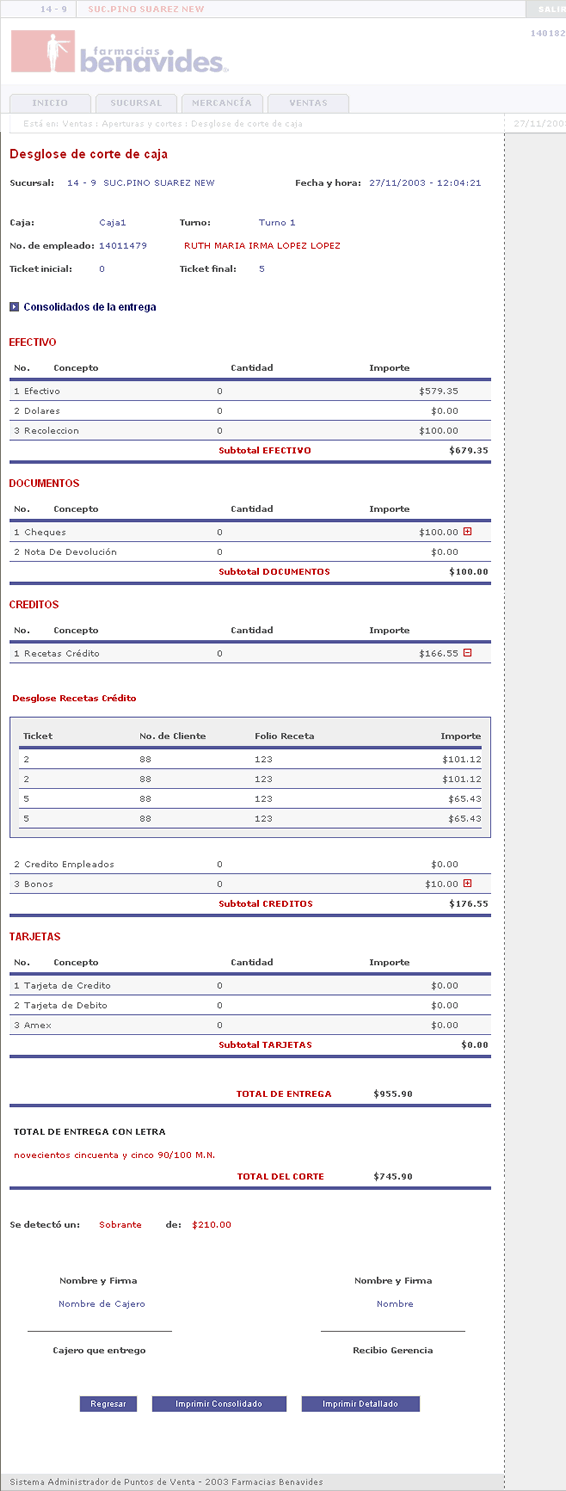 14 - 9 SUC.PINO SUAREZ NEW SALIR
140182
farmacias
benavides
INICIO SUCURSAL MERCANCÍA VENTAS
Está en: Ventas : Aperturas y cortes : Desglose de corte de caja 27/11/2003
Desglose de corte de caja
Sucursal: 14 - 9 SUC.PINO SUAREZ NEW Fecha y hora: 27/11/2003 - 12:04:21
Caja: Caja1 Turno: Turno 1
No. de empleado: 14011479 RUTH MARIA IRMA LOPEZ LOPEZ
Ticket inicial: 0 Ticket final: 5
Consolidados de la entrega
EFECTIVO
No. Concepto Cantidad Importe
1 Efectivo 0 $579.35
2 Dolares 0 $0.00
3 Recoleccion 0 $100.00
Subtotal EFECTIVO $679.35
DOCUMENTOS
No. Concepto Cantidad Importe
1 Cheques 0 $100.00
2 Nota De Devolución 0 $0.00
Subtotal DOCUMENTOS $100.00
CREDITOS
No. Concepto Cantidad Importe
1 Recetas Crédito 0 $166.55
Desglose Recetas Crédito
Ticket No. de Cliente Folio Receta Importe
2 88 123 $101.12
2 88 123 $101.12
5 88 123 $65.43
5 88 123 $65.43
2 Credito Empleados 0 $0.00
3 Bonos 0 $10.00
Subtotal CREDITOS $176.55
TARJETAS
No. Concepto Cantidad Importe
1 Tarjeta de Credito 0 $0.00
2 Tarjeta de Debito 0 $0.00
3 Amex 0 $0.00
Subtotal TARJETAS $0.00
TOTAL DE ENTREGA $955.90
TOTAL DE ENTREGA CON LETRA
novecientos cincuenta y cinco 90/100 M.N.
TOTAL DEL CORTE $745.90
Se detectó un: Sobrante de: $210.00
Nombre y Firma Nombre y Firma
Nombre de Cajero Nombre
Cajero que entrego Recibio Gerencia
Regresar Imprimir Consolidado Imprimir Detallado
Sistema Administrador de Puntos de Venta - 2003 Farmacias Benavides